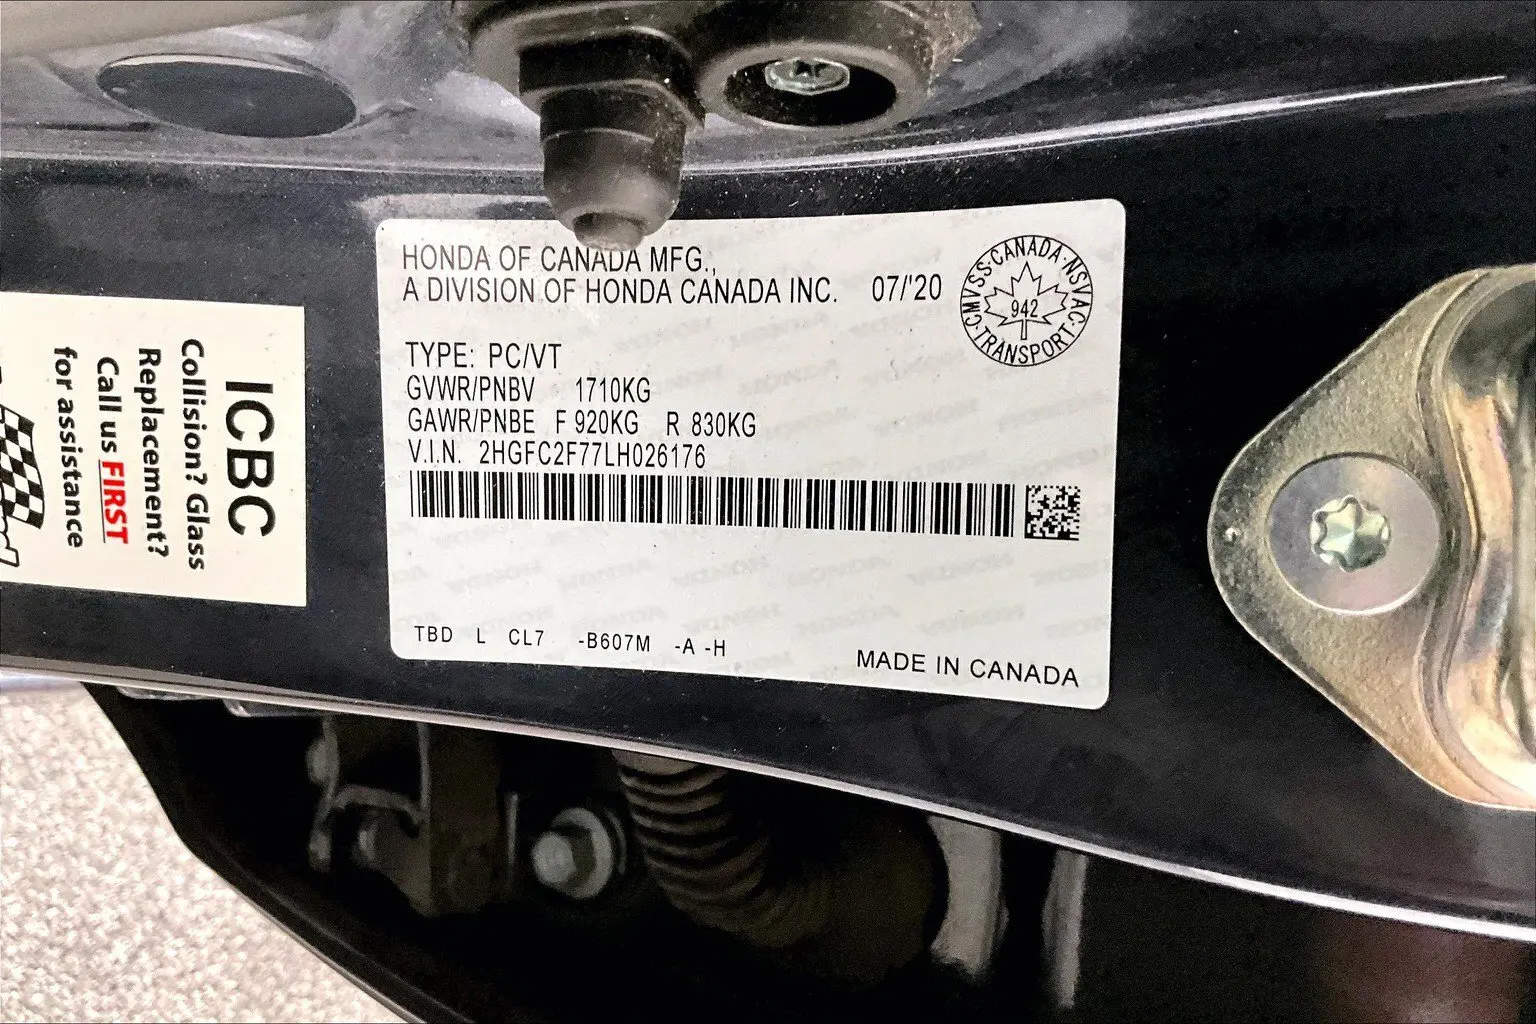 HONDA OF CANADA MFG.,
A DIVISION OF HONDA CANADA INC. 07/'20
CMVSS·CANADA·NSVAC·TRANSPORT
942
TYPE: PC/VT
GVWR/PNBV 1710KG
GAWR/PNBE F 920KG R 830KG
V.I.N. 2HGFC2F77LH026176
TBD L CL7 -B607M -A -H
MADE IN CANADA
ICBC
Collision? Glass
Replacement?
Call us FIRST
for assistance